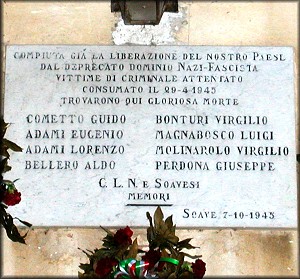 COMPIUTA GIÀ LA LIBERAZIONE DEL NOSTRO PAESE
DAL DEPRECATO DOMINIO NAZI-FASCISTA
VITTIME DI CRIMINALE ATTENTATO
CONSUMATO IL 29-4-1945
TROVARONO QUI GLORIOSA MORTE
COMETTO GUIDO BONTURI VIRGILIO
ADAMI EUGENIO MAGNABOSCO LUIGI
ADAMI LORENZO MOLINAROLO VIRGILIO
BELLERO ALDO PERDONA GIUSEPPE
C. L. N. E SOAVESI
MEMORI
SOAVE 7-10-1945